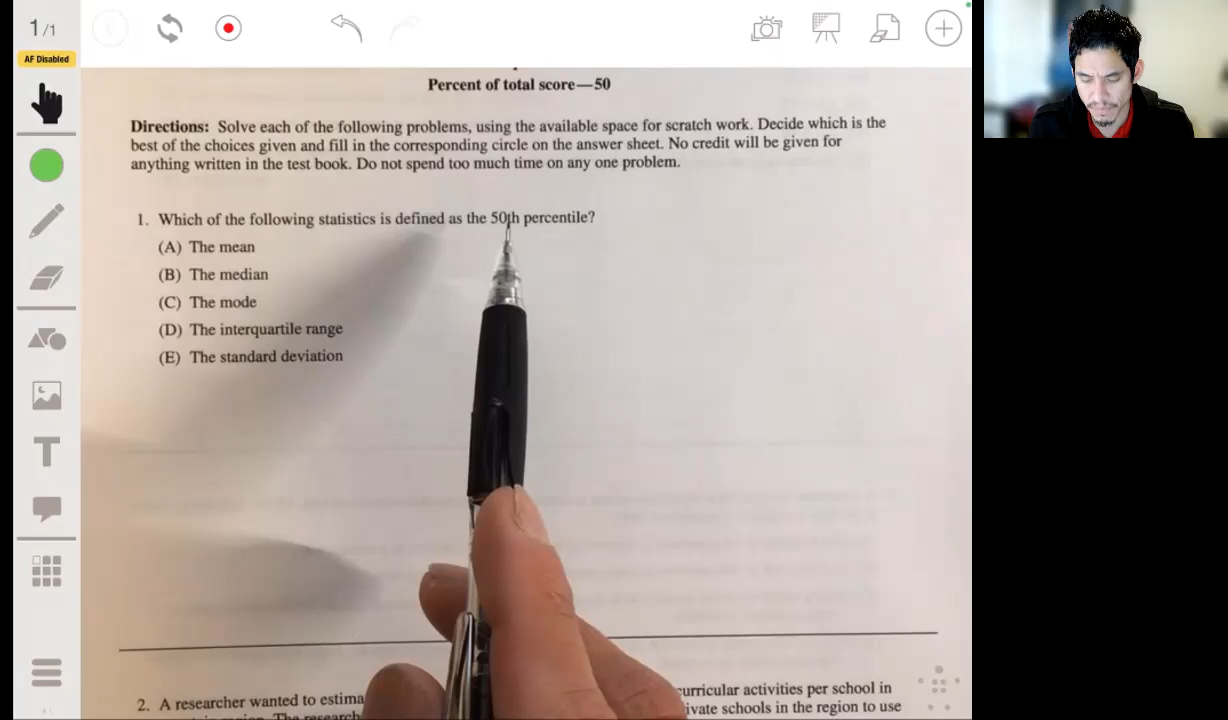 1/1
AF Disabled
Percent of total score—50
Directions: Solve each of the following problems, using the available space for scratch work. Decide which is the
best of the choices given and fill in the corresponding circle on the answer sheet. No credit will be given for
anything written in the test book. Do not spend too much time on any one problem.
1. Which of the following statistics is defined as the 50th percentile?
(A) The mean
(B) The median
(C) The mode
(D) The interquartile range
(E) The standard deviation
T
2. A researcher wanted to estima
curricular activities per school in
The research
ivate schools in the region to use